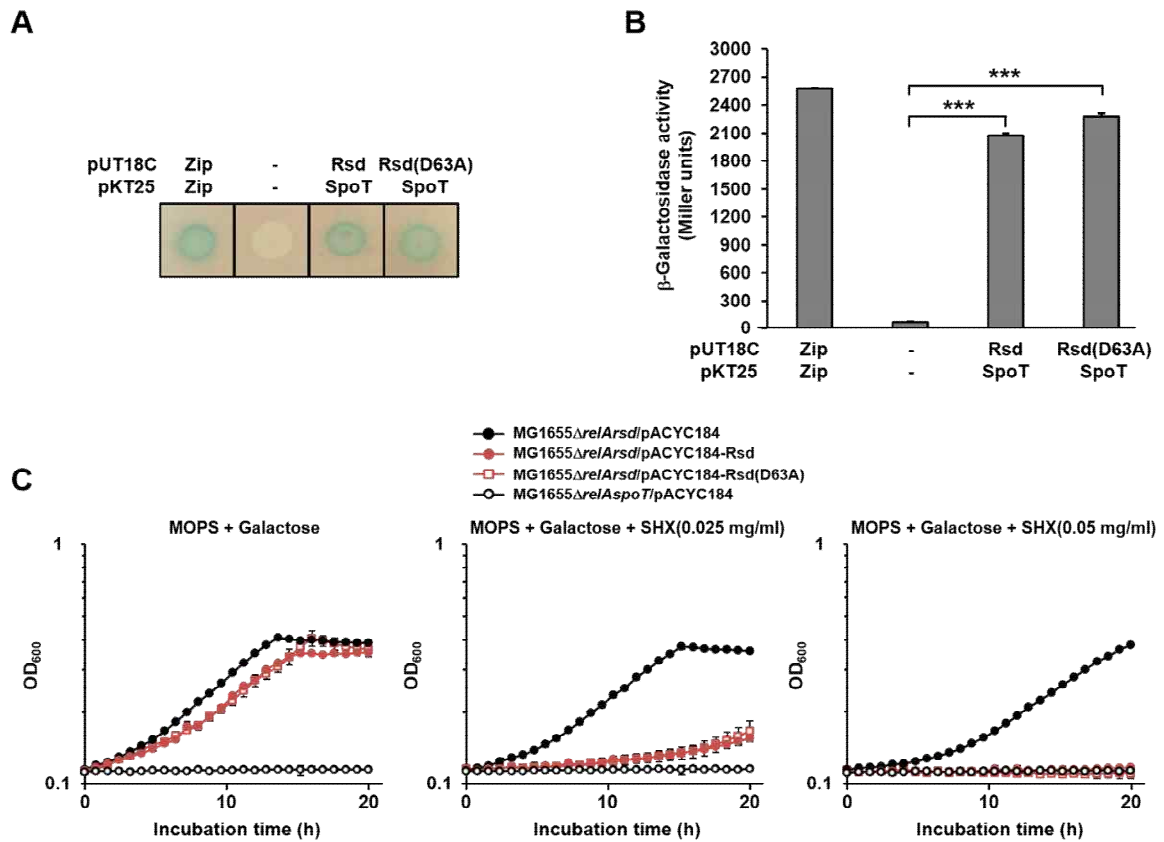 A
pUT18C Zip - Rsd Rsd(D63A)
pKT25 Zip - SpoT SpoT
B
β-Galactosidase activity
(Miller units)
3000
2700
2400
2100
1800
1500
1200
900
600
300
0
***
***
pUT18C Zip - Rsd Rsd(D63A)
pKT25 Zip - SpoT SpoT
C
MG1655ΔrelArsd/pACYC184
MG1655ΔrelArsd/pACYC184-Rsd
MG1655ΔrelArsd/pACYC184-Rsd(D63A)
MG1655ΔrelAspoT/pACYC184
MOPS + Galactose
1
OD600
0.1
0 10 20
Incubation time (h)
MOPS + Galactose + SHX(0.025 mg/ml)
1
OD600
0.1
0 10 20
Incubation time (h)
MOPS + Galactose + SHX(0.05 mg/ml)
1
OD600
0.1
0 10 20
Incubation time (h)